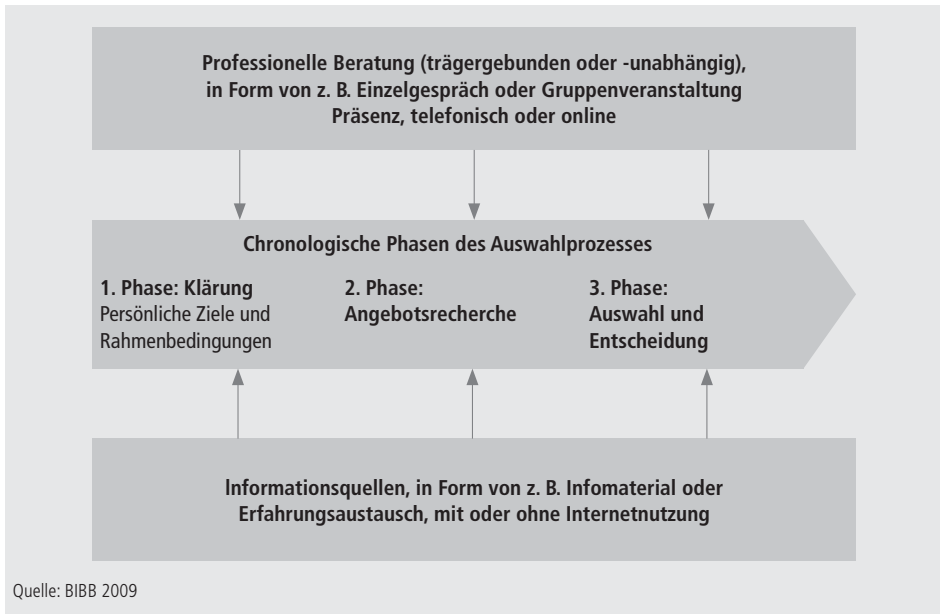 Professionelle Beratung (trägergebunden oder -unabhängig),
in Form von z. B. Einzelgespräch oder Gruppenveranstaltung
Präsenz, telefonisch oder online
Chronologische Phasen des Auswahlprozesses
1. Phase: Klärung
Persönliche Ziele und
Rahmenbedingungen
2. Phase:
Angebotsrecherche
3. Phase:
Auswahl und
Entscheidung
Informationsquellen, in Form von z. B. Infomaterial oder
Erfahrungsaustausch, mit oder ohne Internetnutzung
Quelle: BIBB 2009